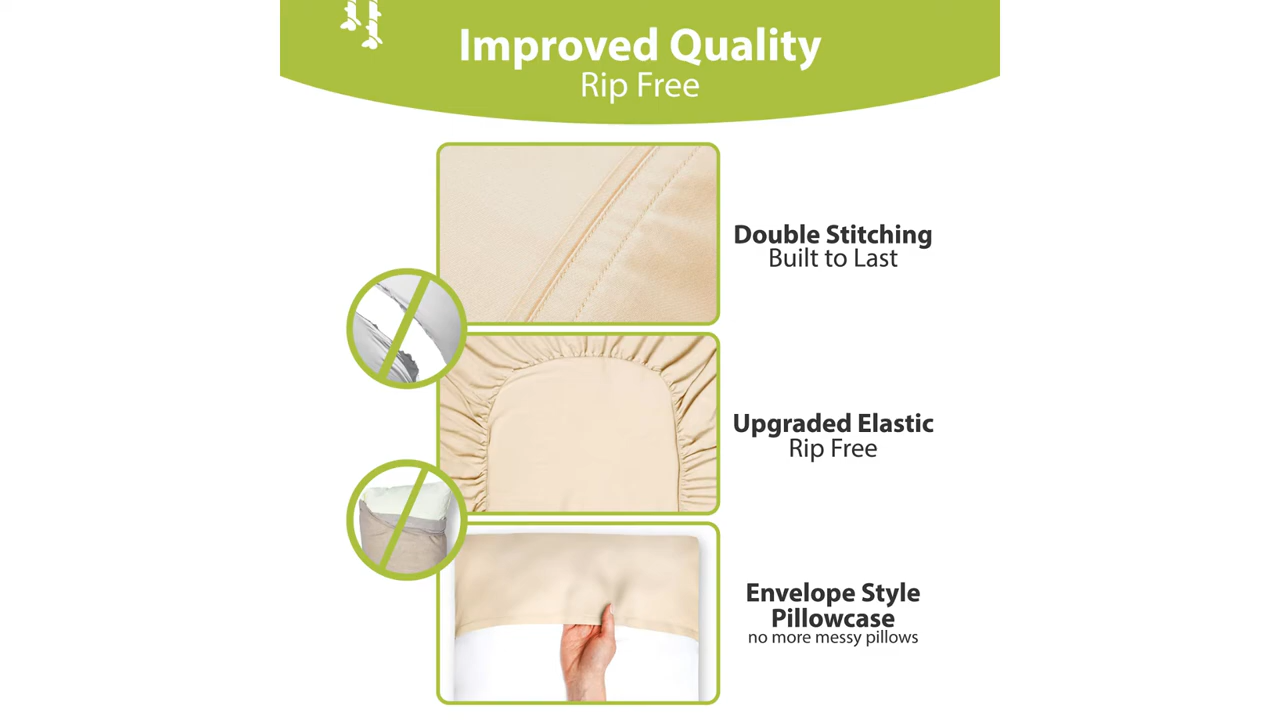 Improved Quality
Rip Free
Double Stitching
Built to Last
Upgraded Elastic
Rip Free
Envelope Style
Pillowcase
no more messy pillows